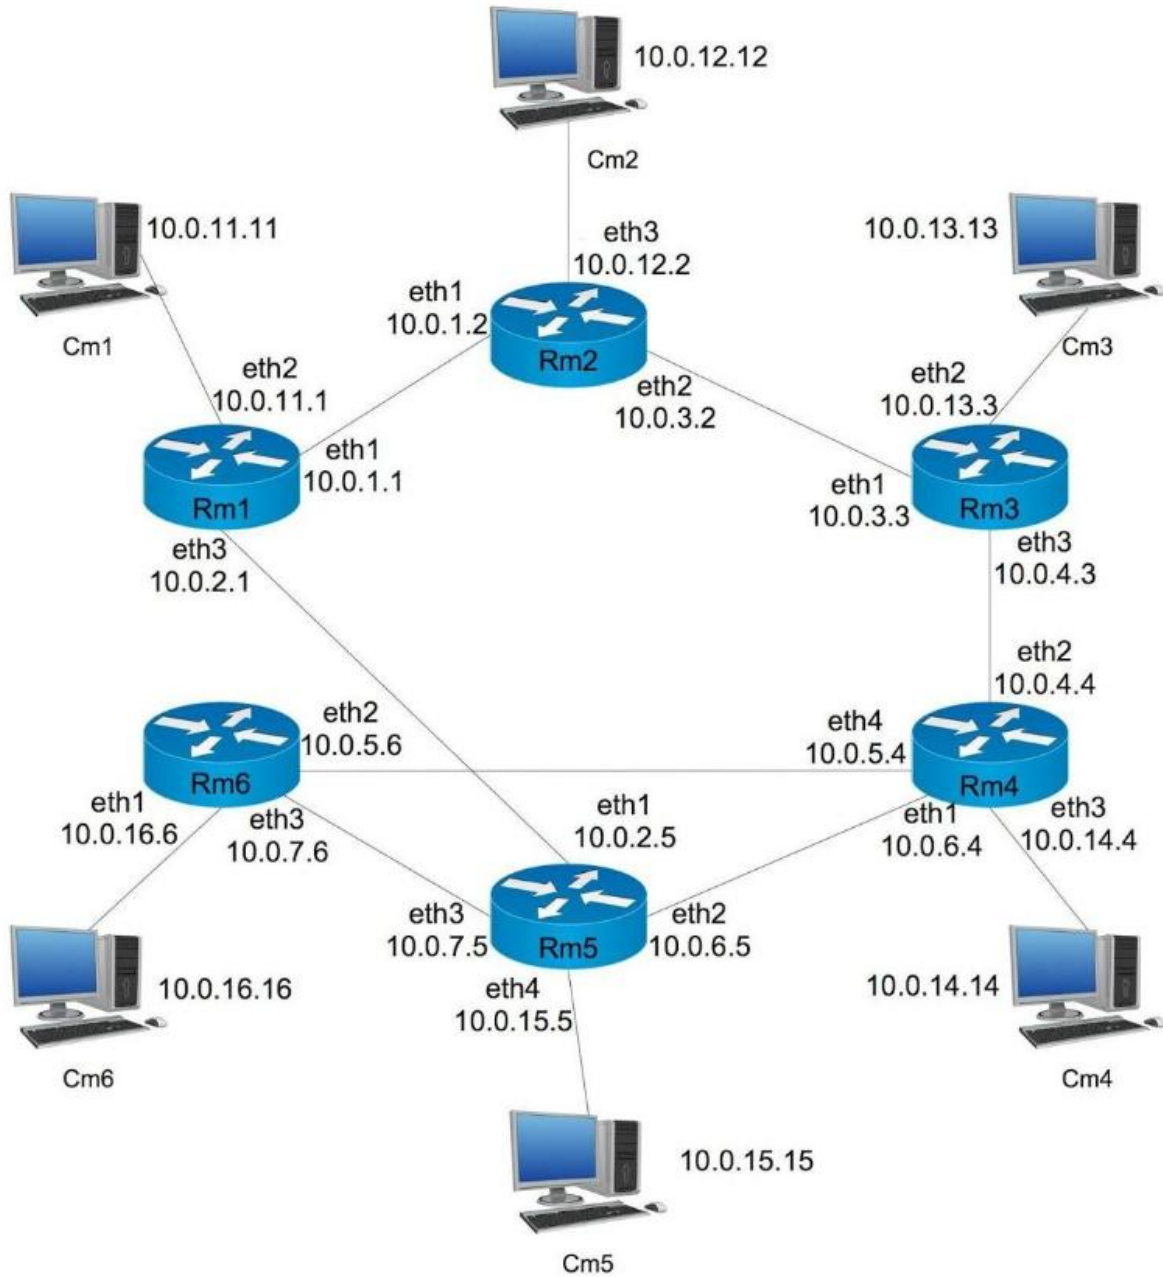 10.0.12.12
Cm2
10.0.11.11
Cm1
10.0.13.13
Cm3
eth3
10.0.12.2
eth1
10.0.1.2
Rm2
eth2
10.0.3.2
eth2
10.0.11.1
eth1
10.0.1.1
Rm1
eth3
10.0.2.1
eth2
10.0.13.3
eth1
10.0.3.3
Rm3
eth3
10.0.4.3
eth2
10.0.4.4
eth4
10.0.5.4
Rm4
eth1
10.0.6.4
eth3
10.0.14.4
eth2
10.0.5.6
Rm6
eth1
10.0.16.6
eth3
10.0.7.6
eth1
10.0.2.5
eth3
10.0.7.5
Rm5
eth2
10.0.6.5
eth4
10.0.15.5
10.0.16.16
Cm6
10.0.14.14
Cm4
10.0.15.15
Cm5